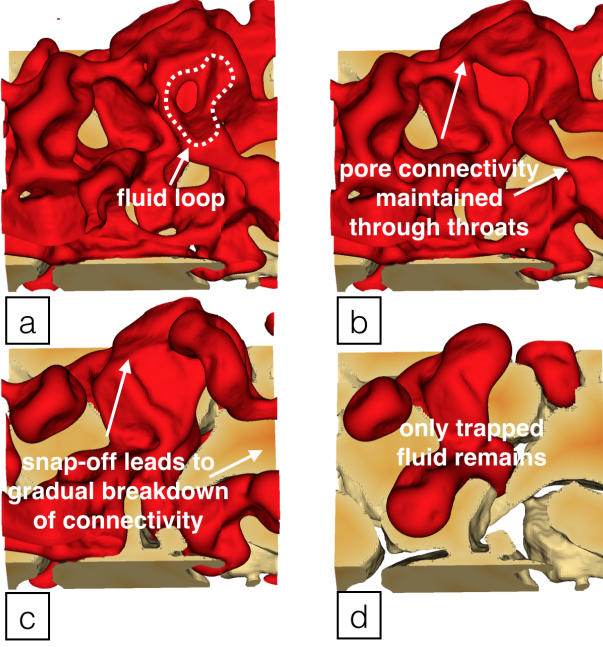 fluid loop
a
pore connectivity
maintained
through throats
b
snap-off leads to
gradual breakdown
of connectivity
c
only trapped
fluid remains
d